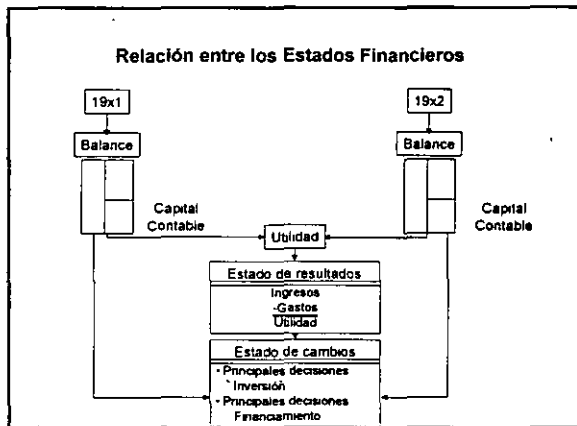 Relación entre los Estados Financieros
19x1
19x2
Balance
Balance
Capital
Contable
Capital
Contable
Utilidad
Estado de resultados
Ingresos
-Gastos
Utilidad
Estado de cambios
- Principales decisiones
Inversión
- Principales decisiones
Financiamiento